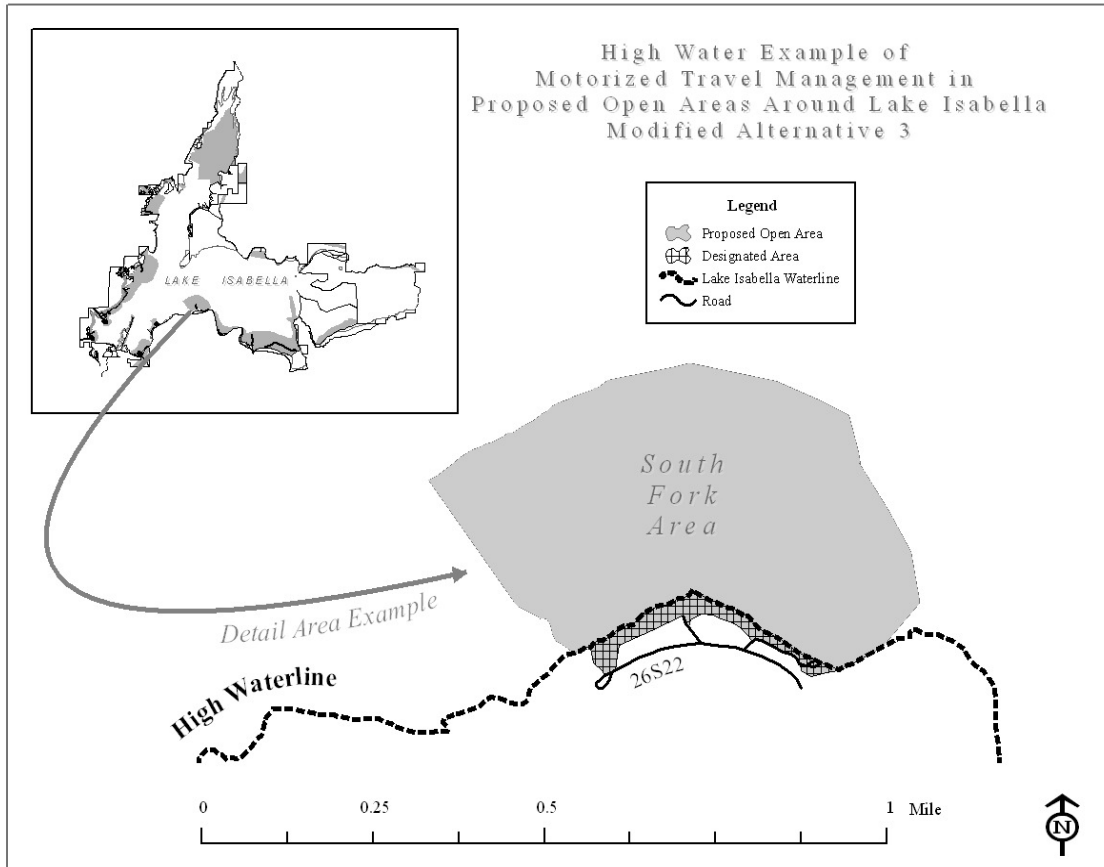 High Water Example of
Motorized Travel Management in
Proposed Open Areas Around Lake Isabella
Modified Alternative 3
LAKE ISABELLA
Legend
Proposed Open Area
Designated Area
Lake Isabella Waterline
Road
South
Fork
Area
Detail Area Example
High Waterline
26S22
0 0.25 0.5 1 Mile
N